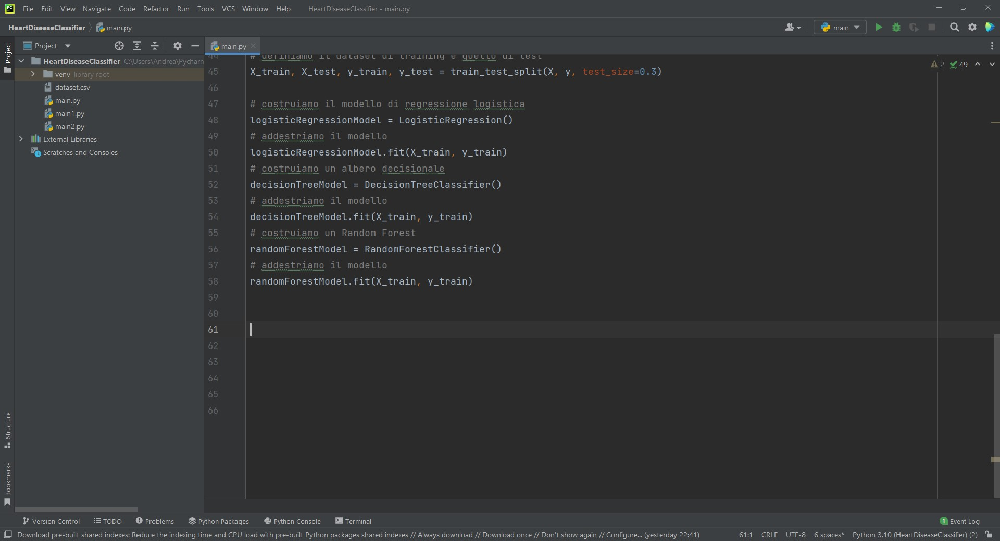 PC File Edit View Navigate Code Refactor Run Tools VCS Window Help HeartDiseaseClassifier - main.py
HeartDiseaseClassifier main.py main
Project main.py
Project
HeartDiseaseClassifier C:\Users\Andrea\Pycharm
venv library root
dataset.csv
main.py
main1.py
main2.py
External Libraries
Scratches and Consoles
Structure
Bookmarks
2 49
44 # definiamo il dataset di training e quello di test
45 X_train, X_test, y_train, y_test = train_test_split(X, y, test_size=0.3)
46
47 # costruiamo il modello di regressione logistica
48 logisticRegressionModel = LogisticRegression()
49 # addestriamo il modello
50 logisticRegressionModel.fit(X_train, y_train)
51 # costruiamo un albero decisionale
52 decisionTreeModel = DecisionTreeClassifier()
53 # addestriamo il modello
54 decisionTreeModel.fit(X_train, y_train)
55 # costruiamo un Random Forest
56 randomForestModel = RandomForestClassifier()
57 # addestriamo il modello
58 randomForestModel.fit(X_train, y_train)
59
60
61
62
63
64
65
66
Version Control TODO Problems Python Packages Python Console Terminal 1 Event Log
Download pre-built shared indexes: Reduce the indexing time and CPU load with pre-built Python packages shared indexes // Always download // Download once // Don't show again // Configure... (yesterday 22:41) 61:1 CRLF UTF-8 6 spaces* Python 3.10 (HeartDiseaseClassifier) (2)